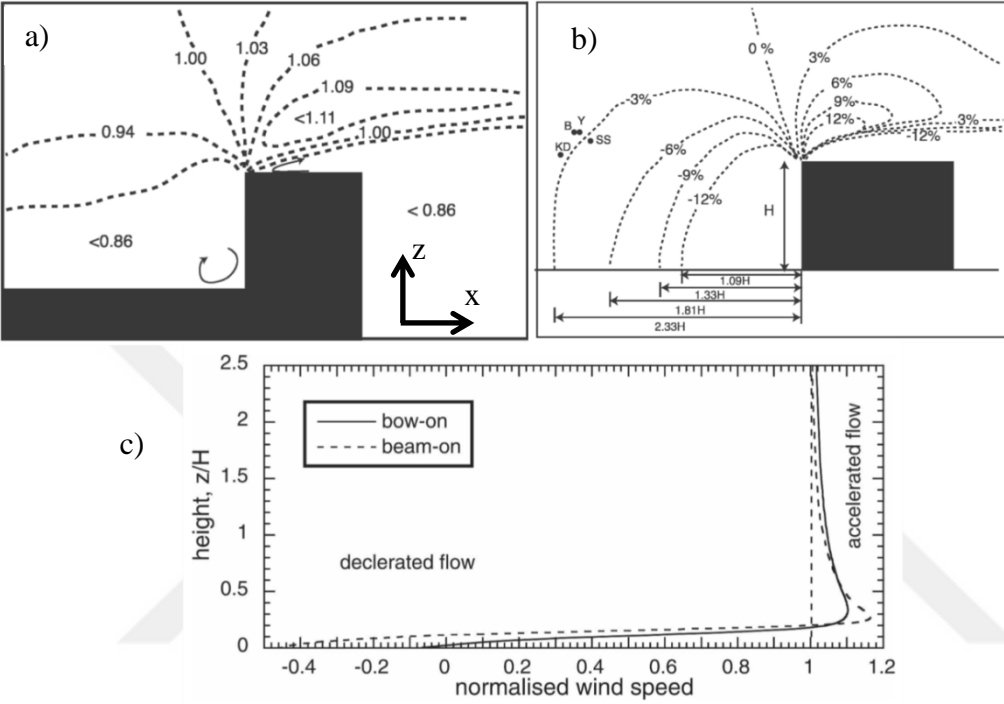 a)
1.00
1.03
1.06
1.09
<1.11
1.00
0.94
<0.86
< 0.86
z
x
b)
0 %
3%
6%
9%
12%
3%
-12%
-3%
B Y
KD SS
-6%
-9%
-12%
H
1.09H
1.33H
1.81H
2.33H
c)
2.5
2
1.5
1
0.5
0
height, z/H
bow-on
beam-on
declerated flow
accelerated flow
-0.4 -0.2 0 0.2 0.4 0.6 0.8 1.0 1.2
normalised wind speed